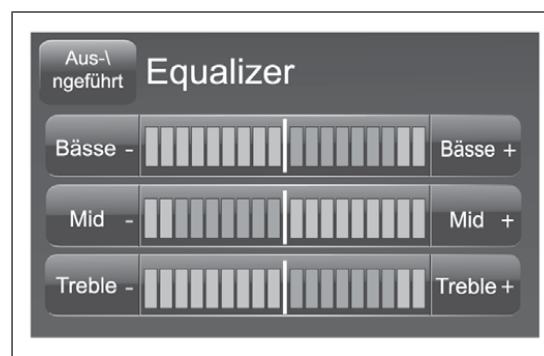 Aus-\
ngeführt
Equalizer
Bässe -
Bässe +
Mid -
Mid +
Treble -
Treble +